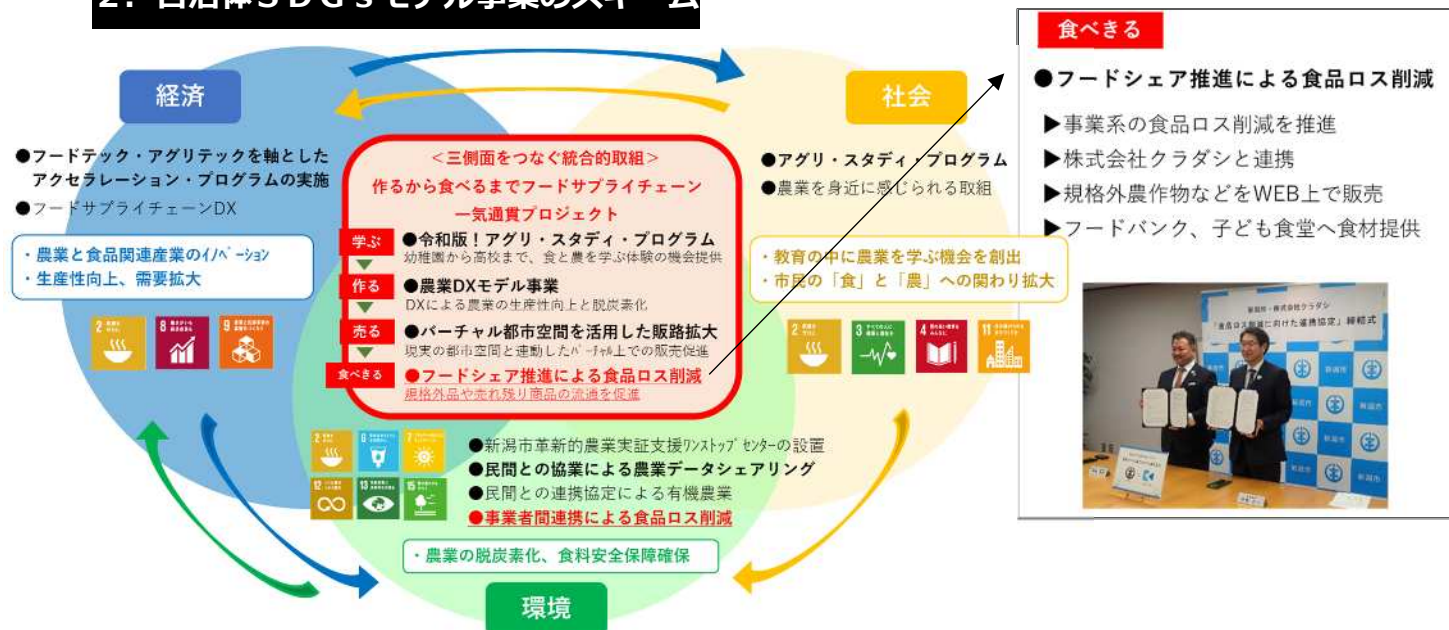 2．自治体ＳＤＧｓモデル事業のスキーム
経済
●フードテック・アグリテックを軸とした
アクセラレーション・プログラムの実施
●フードサプライチェーンDX
・農業と食品関連産業のｲﾉﾍﾞｰｼｮﾝ
・生産性向上、需要拡大
2
8
9
＜三側面をつなぐ統合的取組＞
作るから食べるまでフードサプライチェーン
一気通貫プロジェクト
学ぶ
●令和版！アグリ・スタディ・プログラム
幼稚園から高校まで、食と農を学ぶ体験の機会提供
作る
●農業DXモデル事業
DXによる農業の生産性向上と脱炭素化
売る
●バーチャル都市空間を活用した販路拡大
現実の都市空間と連動したﾊﾞｰﾁｬﾙ上での販売促進
食べきる
●フードシェア推進による食品ロス削減
規格外品や売れ残り商品の流通を促進
社会
●アグリ・スタディ・プログラム
●農業を身近に感じられる取組
・教育の中に農業を学ぶ機会を創出
・市民の「食」と「農」への関わり拡大
2
3
4
11
2
6
7
12
13
15
●新潟市革新的農業実証支援ﾜﾝｽﾄｯﾌﾟセンターの設置
●民間との協業による農業データシェアリング
●民間との連携協定による有機農業
●事業者間連携による食品ロス削減
・農業の脱炭素化、食料安全保障確保
環境
食べきる
●フードシェア推進による食品ロス削減
▶事業系の食品ロス削減を推進
▶株式会社クラダシと連携
▶規格外農作物などをWEB上で販売
▶フードバンク、子ども食堂へ食材提供
新潟市・株式会社クラダシ
「食品ロス削減に向けた連携協定」締結式
新潟市